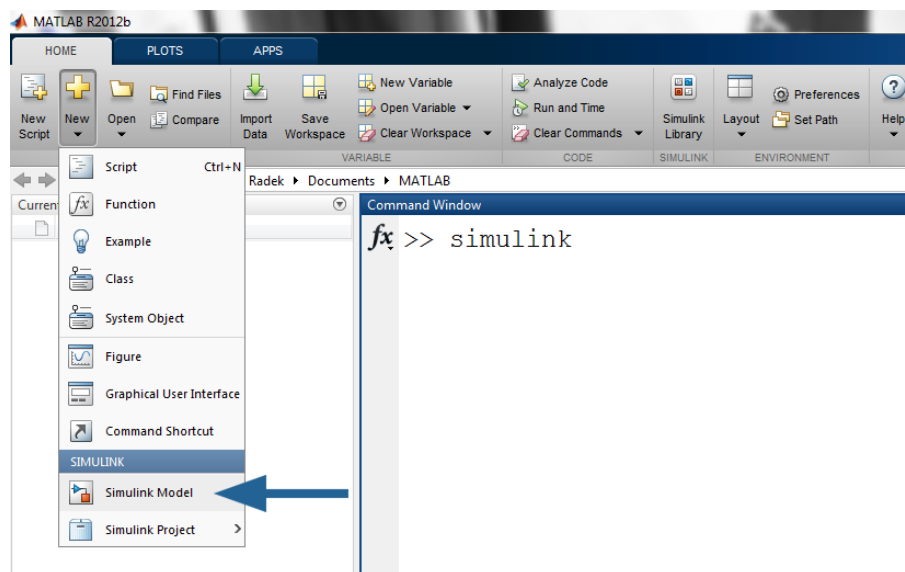 MATLAB R2012b
HOME PLOTS APPS
New Script
New
Open
Find Files
Compare
Import Data
Save Workspace
New Variable
Open Variable
Clear Workspace
Analyze Code
Run and Time
Clear Commands
Simulink Library
Layout
Preferences
Set Path
Help
VARIABLE CODE SIMULINK ENVIRONMENT
Radek Documents MATLAB
Curren
Script Ctrl+N
Function
Example
Class
System Object
Figure
Graphical User Interface
Command Shortcut
SIMULINK
Simulink Model
Simulink Project
Command Window
fx >> simulink